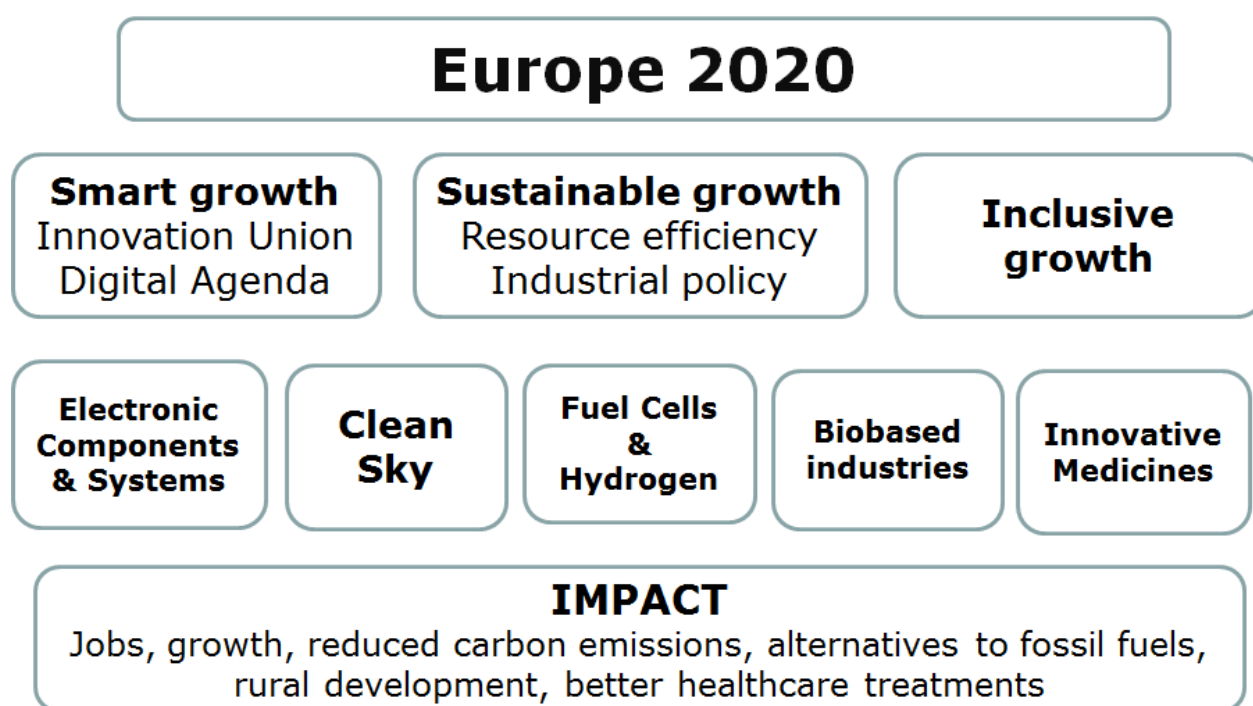 Europe 2020
Smart growth
Innovation Union
Digital Agenda
Sustainable growth
Resource efficiency
Industrial policy
Inclusive
growth
Electronic
Components
& Systems
Clean
Sky
Fuel Cells
&
Hydrogen
Biobased
industries
Innovative
Medicines
IMPACT
Jobs, growth, reduced carbon emissions, alternatives to fossil fuels,
rural development, better healthcare treatments